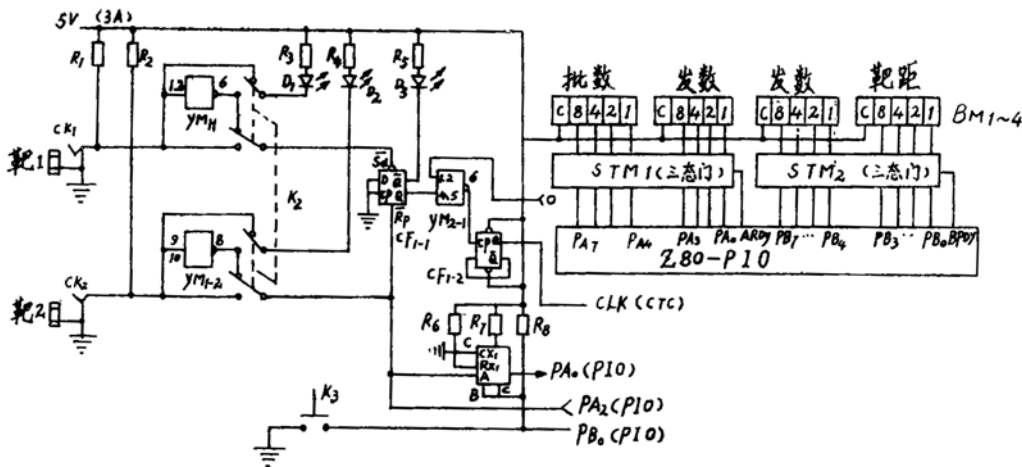 5V (3A)
R1
R2
R3
R4
R5
D1
D2
D3
12
6
YM1-1
CK1
靶1
K2
S̄d
D Q̄
CP Q
R̄D
CF1-1
1.2
4.5
6
YM2-1
0
9
10
8
YM1-2
CK2
靶2
CP Q
Q̄
CF1-2
CLK (CTC)
R6
R7
R8
C
CX1
RX1
A
B
C
PA0 (PIO)
PA2 (PIO)
PB0 (PIO)
K3
批数
发数
发数
靶距
C 8 4 2 1
C 8 4 2 1
C 8 4 2 1
C 8 4 2 1
BM1~4
STM1 (三态门)
STM2 (三态门)
PA7
PA4
PA3
PA0
ARDY
PB7
...
PB4
PB3
..
PB0
BRDY
Z80-PIO